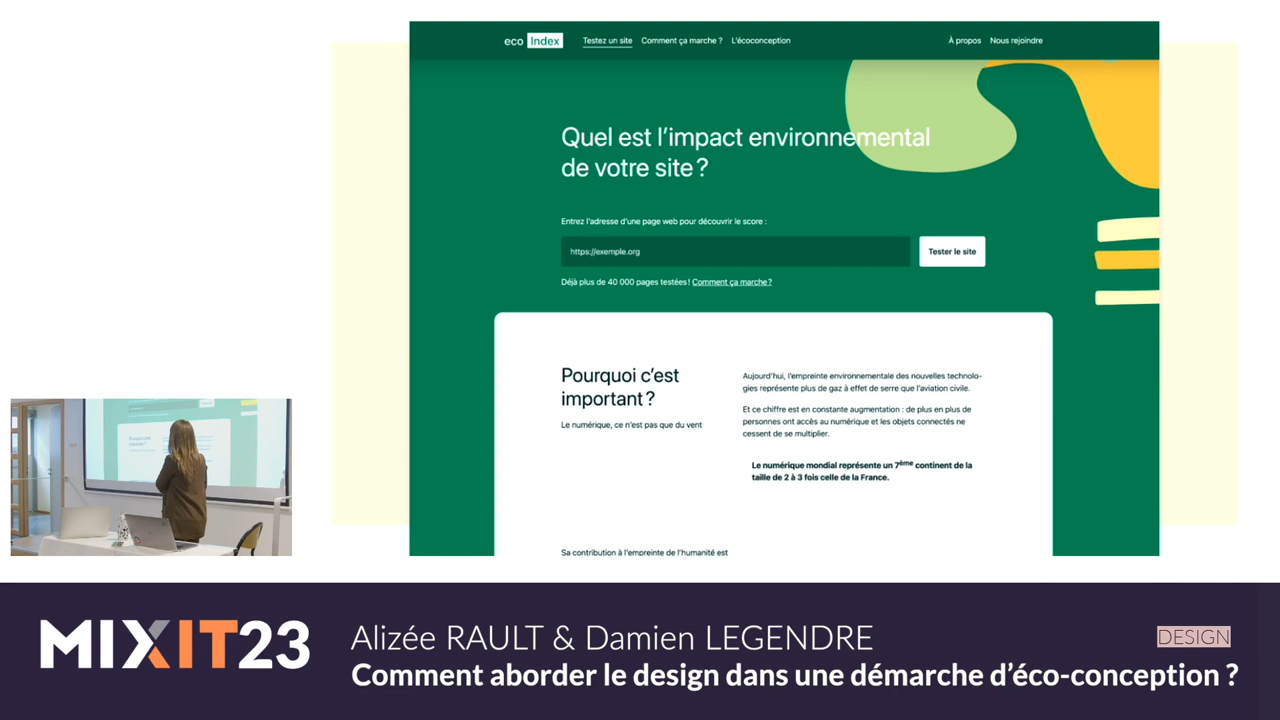 eco Index
Testez un site
Comment ça marche ?
L'écoconception
À propos
Nous rejoindre
Quel est l'impact environnemental
de votre site ?
Entrez l'adresse d'une page web pour découvrir le score :
https://exemple.org
Tester le site
Déjà plus de 40 000 pages testées ! Comment ça marche ?
Pourquoi c'est
important ?
Le numérique, ce n'est pas que du vent
Aujourd'hui, l'empreinte environnementale des nouvelles technolo-
gies représente plus de gaz à effet de serre que l'aviation civile.
Et ce chiffre est en constante augmentation : de plus en plus de
personnes ont accès au numérique et les objets connectés ne
cessent de se multiplier.
Le numérique mondial représente un 7ème continent de la
taille de 2 à 3 fois celle de la France.
Sa contribution à l'empreinte de l'humanité est
MIXIT23
Alizée RAULT & Damien LEGENDRE
DESIGN
Comment aborder le design dans une démarche d'éco-conception ?